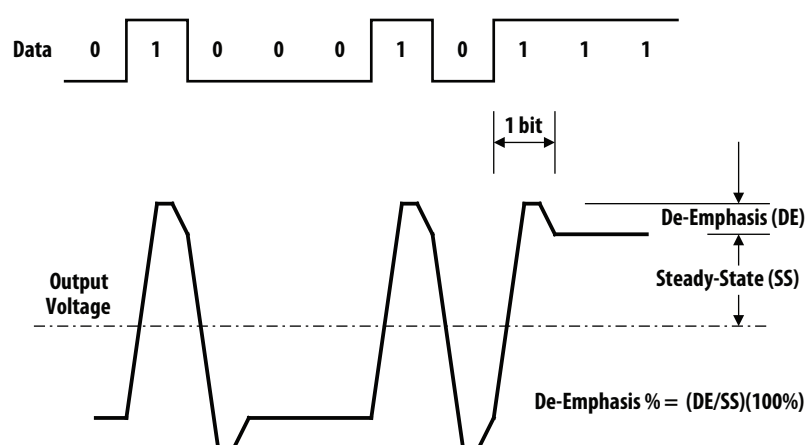 Data 0 1 0 0 0 1 0 1 1 1
1 bit
De-Emphasis (DE)
Steady-State (SS)
Output
Voltage
De-Emphasis % = (DE/SS)(100%)